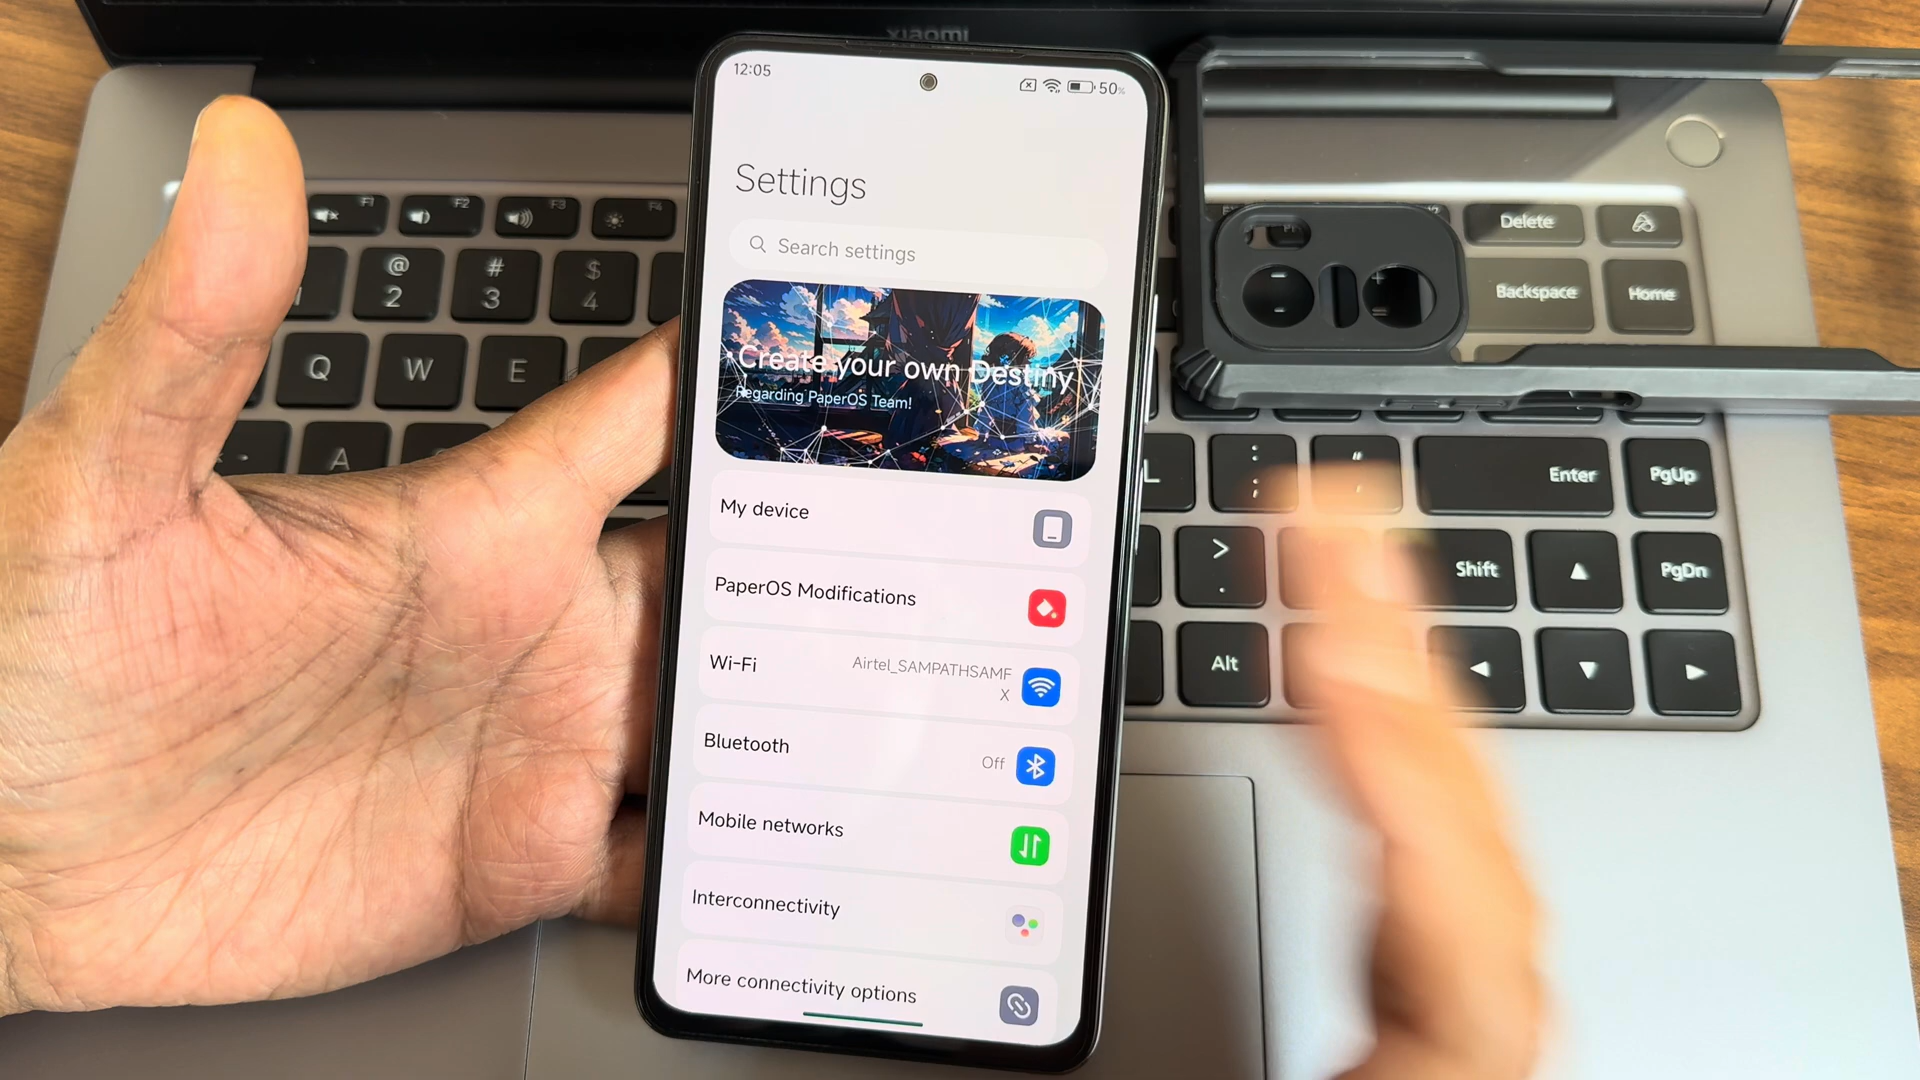 xiaomi
12:05
50%
Settings
Search settings
Create your own Destiny
Regarding PaperOS Team!
My device
PaperOS Modifications
Wi-Fi
Airtel_SAMPATHSAMF
X
Bluetooth
Off
Mobile networks
Interconnectivity
More connectivity options
F1
F2
F3
F4
Delete
@
2
#
3
$
4
Backspace
Home
Q
W
E
A
L
:
;
"
'
Enter
PgUp
>
.
Shift
PgDn
Alt